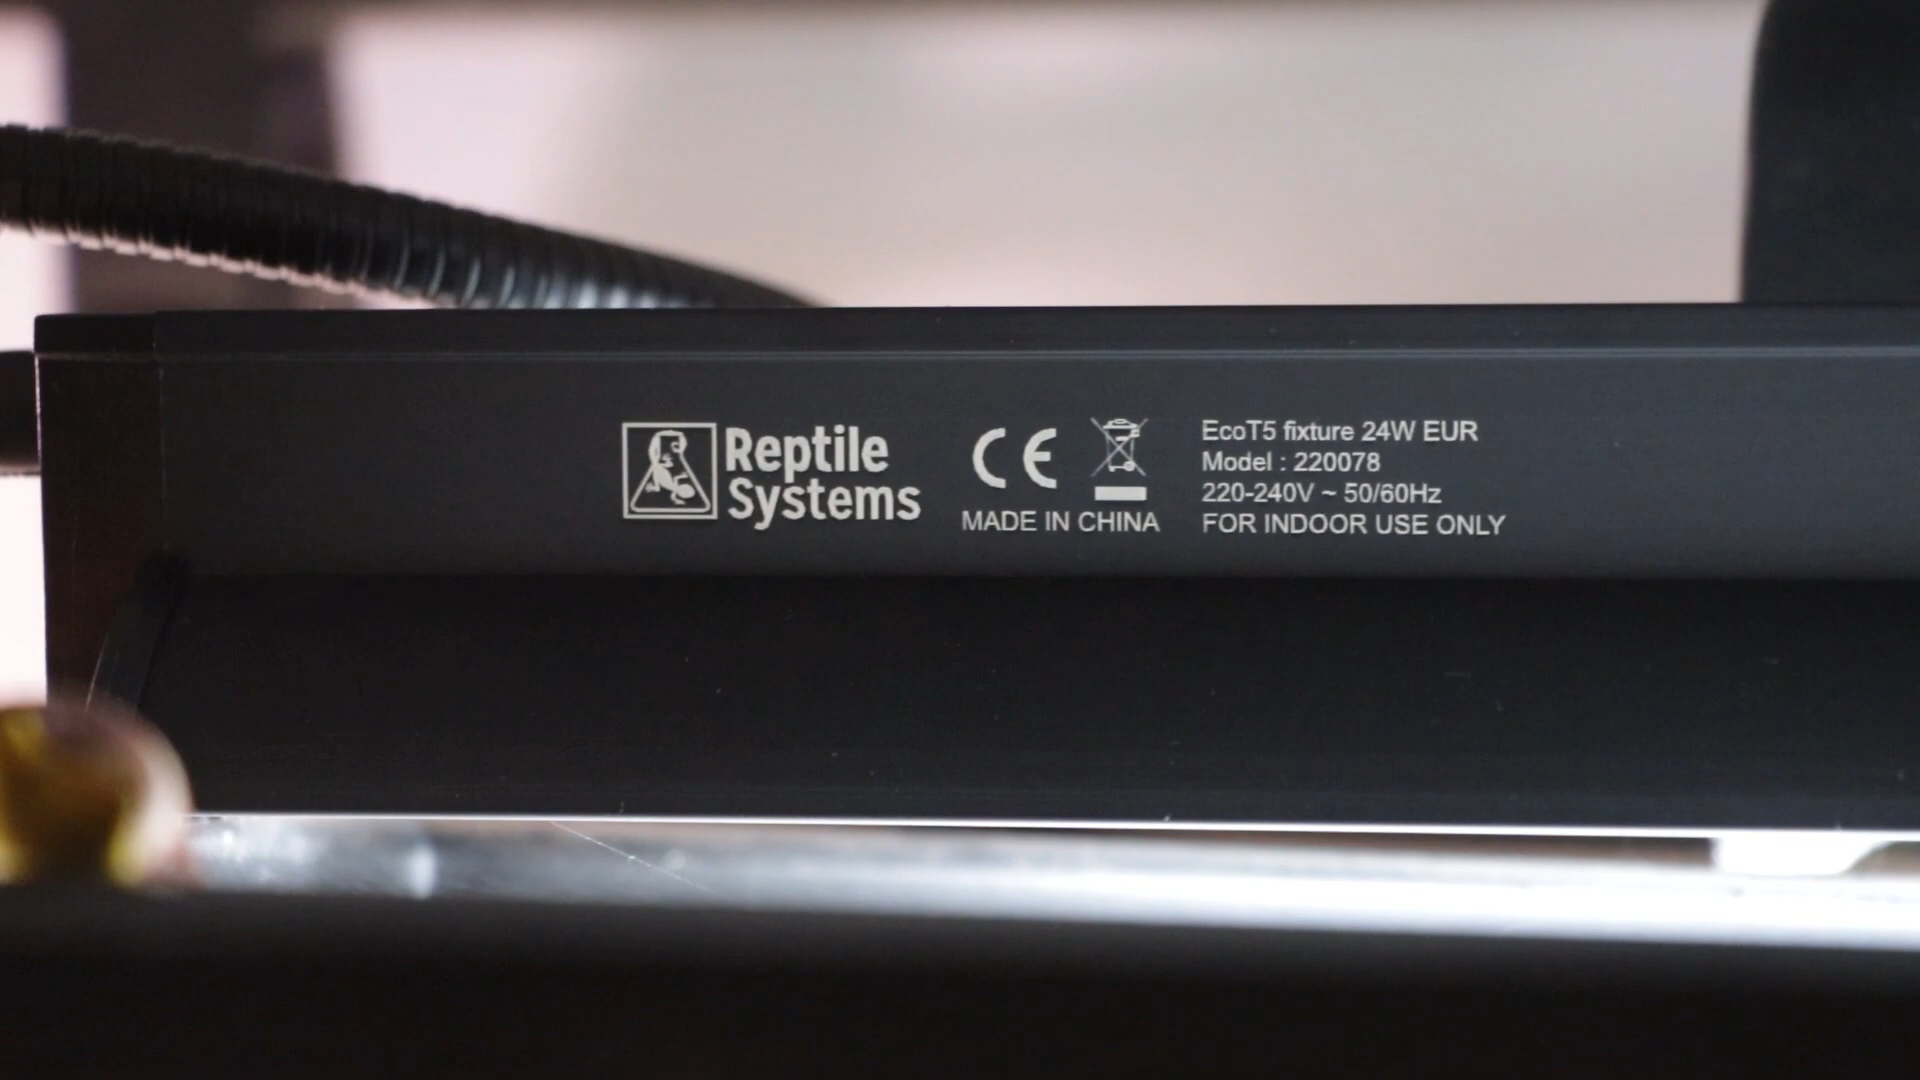 Reptile
Systems
CE
MADE IN CHINA
EcoT5 fixture 24W EUR
Model : 220078
220-240V ~ 50/60Hz
FOR INDOOR USE ONLY